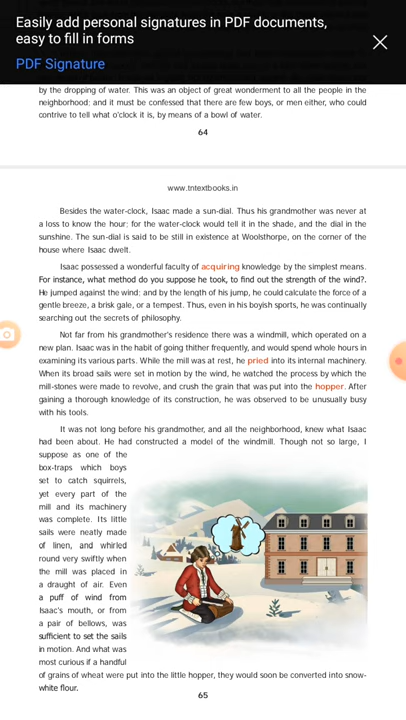 Easily add personal signatures in PDF documents,
easy to fill in forms
PDF Signature
by the dropping of water. This was an object of great wonderment to all the people in the
neighborhood: and it must be confessed that there are few boys, or men either, who could
contrive to tell what o'clock it is, by means of a bowl of water.
64
www.tntextbooks.in
Besides the water-clock, Isaac made a sun-dial. Thus his grandmother was never at
a loss to know the hour; for the water-clock would tell it in the shade, and the dial in the
sunshine. The sun-dial is said to be still in existence at Woolsthorpe, on the corner of the
house where Isaac dwelt.
Isaac possessed a wonderful faculty of acquiring knowledge by the simplest means.
For instance, what method do you suppose he took, to find out the strength of the wind?.
He jumped against the wind: and by the length of his jump, he could calculate the force of a
gentle breeze, a brisk gale, or a tempest. Thus, even in his boyish sports, he was continually
searching out the secrets of philosophy.
Not far from his grandmother's residence there was a windmill, which operated on a
new plan. Isaac was in the habit of going thither frequently, and would spend whole hours in
examining its various parts. While the mill was at rest, he pried into its internal machinery.
When its broad sails were set in motion by the wind, he watched the process by which the
mill-stones were made to revolve, and crush the grain that was put into the hopper. After
gaining a thorough knowledge of its construction, he was observed to be unusually busy
with his tools.
It was not long before his grandmother, and all the neighborhood, knew what Isaac
had been about. He had constructed a model of the windmill. Though not so large, I
suppose as one of the
box-traps which boys
set to catch squirrels,
yet every part of the
mill and its machinery
was complete. Its little
sails were neatly made
of linen, and whirled
round very swiftly when
the mill was placed in
a draught of air. Even
a puff of wind from
Isaac's mouth, or from
a pair of bellows, was
sufficient to set the sails
in motion. And what was
most curious if a handful
of grains of wheat were put into the little hopper, they would soon be converted into snow-
white flour.
65